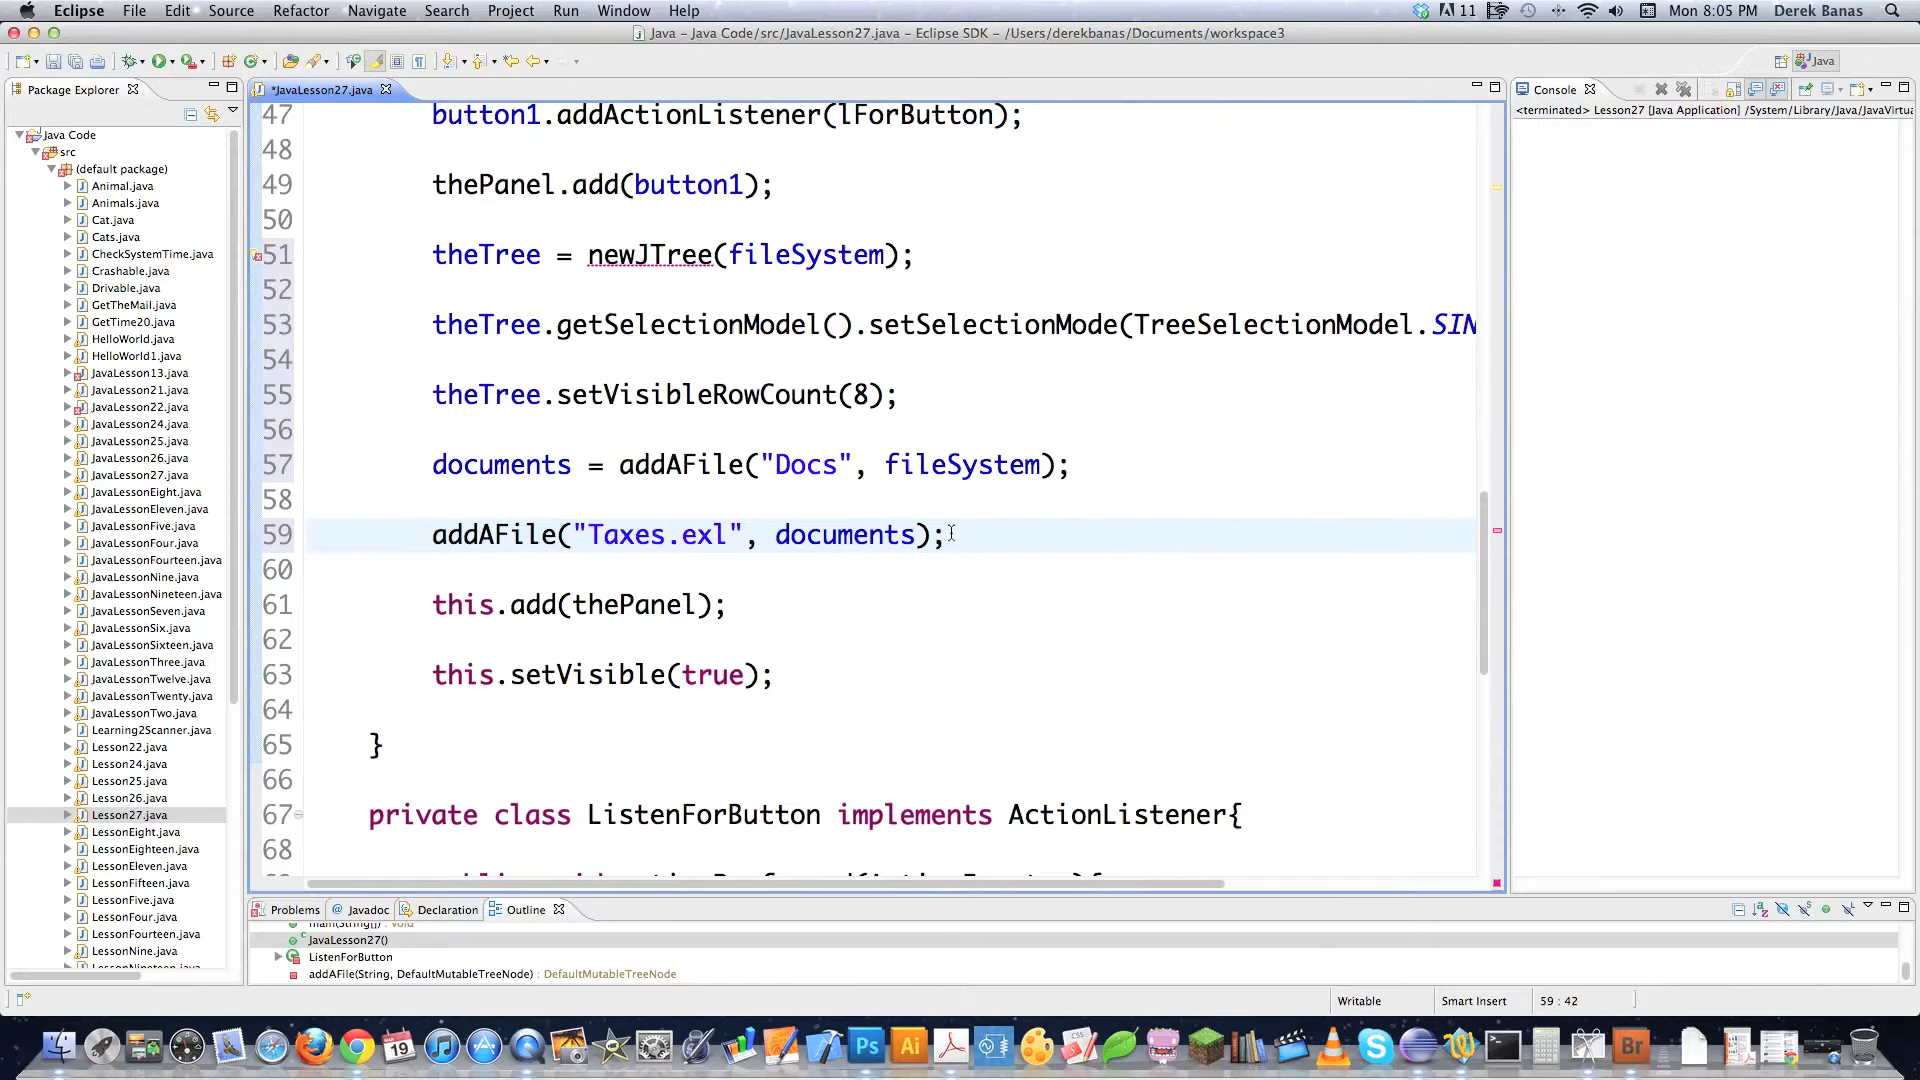 Eclipse File Edit Source Refactor Navigate Search Project Run Window Help 11 Mon 8:05 PM Derek Banas
Java – Java Code/src/JavaLesson27.java – Eclipse SDK – /Users/derekbanas/Documents/workspace3
Java
Package Explorer
Java Code
src
(default package)
Animal.java
Animals.java
Cat.java
Cats.java
CheckSystemTime.java
Crashable.java
Drivable.java
GetTheMail.java
GetTime20.java
HelloWorld.java
HelloWorld1.java
JavaLesson13.java
JavaLesson21.java
JavaLesson22.java
JavaLesson24.java
JavaLesson25.java
JavaLesson26.java
JavaLesson27.java
JavaLessonEight.java
JavaLessonEleven.java
JavaLessonFive.java
JavaLessonFour.java
JavaLessonFourteen.java
JavaLessonNine.java
JavaLessonNineteen.java
JavaLessonSeven.java
JavaLessonSix.java
JavaLessonSixteen.java
JavaLessonThree.java
JavaLessonTwelve.java
JavaLessonTwenty.java
JavaLessonTwo.java
Learning2Scanner.java
Lesson22.java
Lesson24.java
Lesson25.java
Lesson26.java
Lesson27.java
LessonEight.java
LessonEighteen.java
LessonEleven.java
LessonFifteen.java
LessonFive.java
LessonFour.java
LessonFourteen.java
LessonNine.java
LessonNineteen.java
*JavaLesson27.java
47 button1.addActionListener(lForButton);
48
49 thePanel.add(button1);
50
51 theTree = newJTree(fileSystem);
52
53 theTree.getSelectionModel().setSelectionMode(TreeSelectionModel.SIN
54
55 theTree.setVisibleRowCount(8);
56
57 documents = addAFile("Docs", fileSystem);
58
59 addAFile("Taxes.exl", documents);
60
61 this.add(thePanel);
62
63 this.setVisible(true);
64
65 }
66
67 private class ListenForButton implements ActionListener{
68
Console
<terminated> Lesson27 [Java Application] /System/Library/Java/JavaVirtua
Problems Javadoc Declaration Outline
main(String[]) : void
JavaLesson27()
ListenForButton
addAFile(String, DefaultMutableTreeNode) : DefaultMutableTreeNode
Writable Smart Insert 59 : 42
19 Ps Ai Br